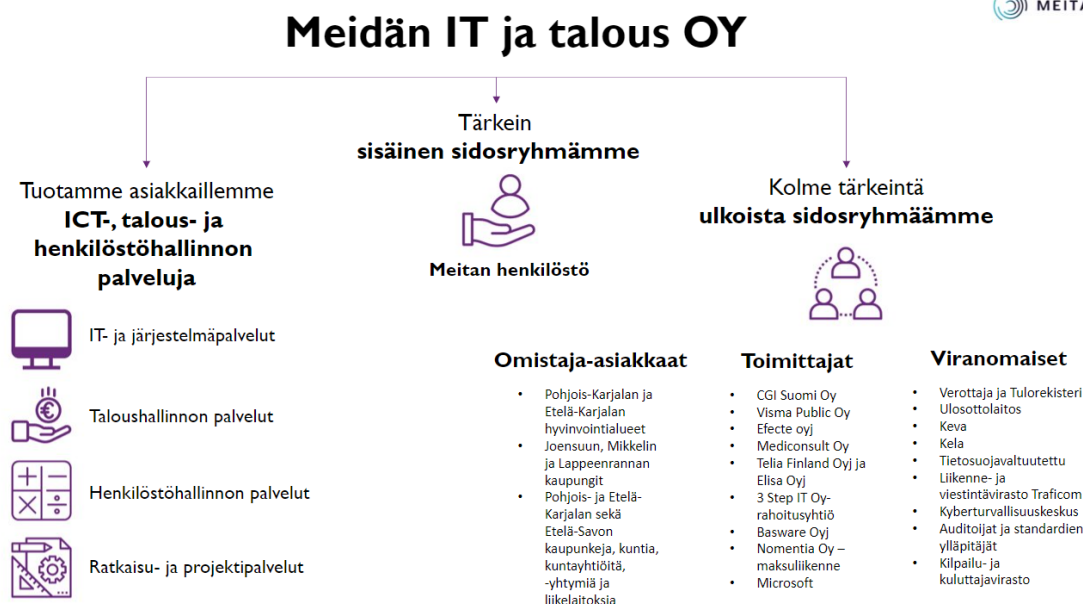 MEITA
Meidän IT ja talous OY
Tuotamme asiakkaillemme
ICT-, talous- ja
henkilöstöhallinnon
palveluja
IT- ja järjestelmäpalvelut
Taloushallinnon palvelut
Henkilöstöhallinnon palvelut
Ratkaisu- ja projektipalvelut
Tärkein
sisäinen sidosryhmämme
Meitan henkilöstö
Kolme tärkeintä
ulkoista sidosryhmäämme
Omistaja-asiakkaat
• Pohjois-Karjalan ja
Etelä-Karjalan
hyvinvointialueet
• Joensuun, Mikkelin
ja Lappeenrannan
kaupungit
• Pohjois- ja Etelä-
Karjalan sekä
Etelä-Savon
kaupunkeja, kuntia,
kuntayhtiöitä,
-yhtymiä ja
liikelaitoksia
Toimittajat
• CGI Suomi Oy
• Visma Public Oy
• Efecte oyj
• Mediconsult Oy
• Telia Finland Oyj ja
Elisa Oyj
• 3 Step IT Oy-
rahoitusyhtiö
• Basware Oyj
• Nomentia Oy –
maksuliikenne
• Microsoft
Viranomaiset
• Verottaja ja Tulorekisteri
• Ulosottolaitos
• Keva
• Kela
• Tietosuojavaltuutettu
• Liikenne- ja
viestintävirasto Traficom
• Kyberturvallisuuskeskus
• Auditoijat ja standardien
ylläpitäjät
• Kilpailu- ja
kuluttajavirasto